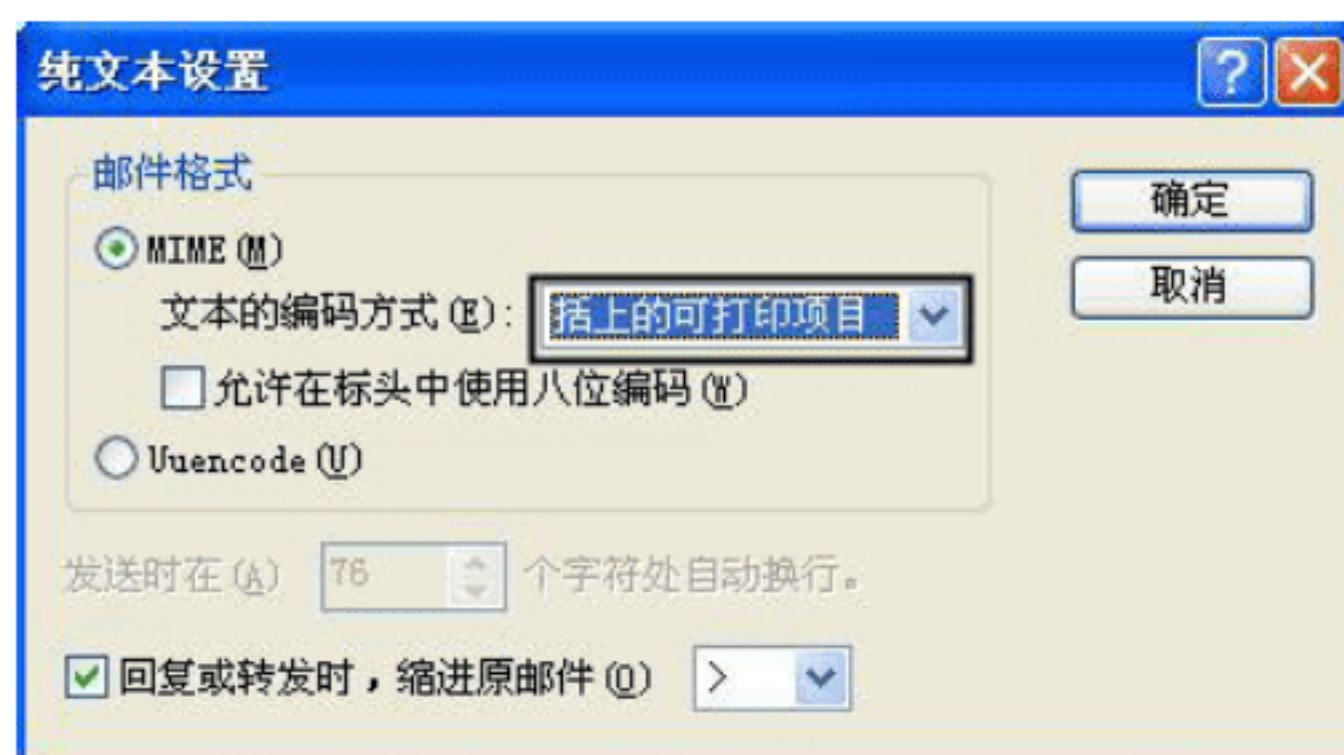 纯文本设置
邮件格式
确定
MIME(M)
取消
文本的编码方式(E): 括上的可打印项目
允许在标头中使用八位编码(W)
Uuencode(U)
发送时在(A) 76 个字符处自动换行。
回复或转发时,缩进原邮件(O) >